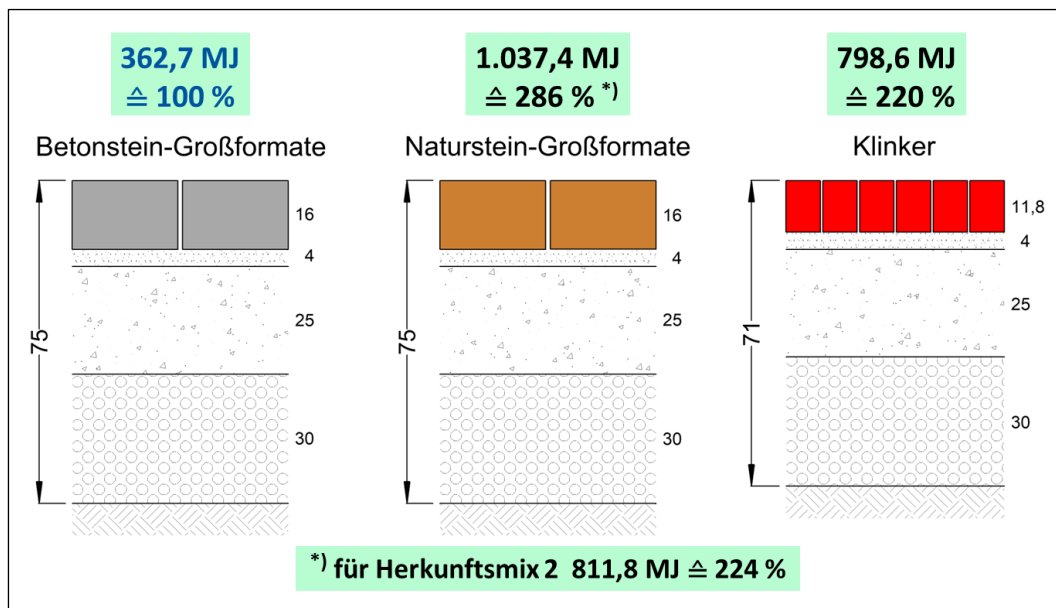 362,7 MJ
≙ 100 %
1.037,4 MJ
≙ 286 % *)
798,6 MJ
≙ 220 %
Betonstein-Großformate
Naturstein-Großformate
Klinker
75
16
4
25
30
75
16
4
25
30
71
11,8
4
25
30
*) für Herkunftsmix 2 811,8 MJ ≙ 224 %